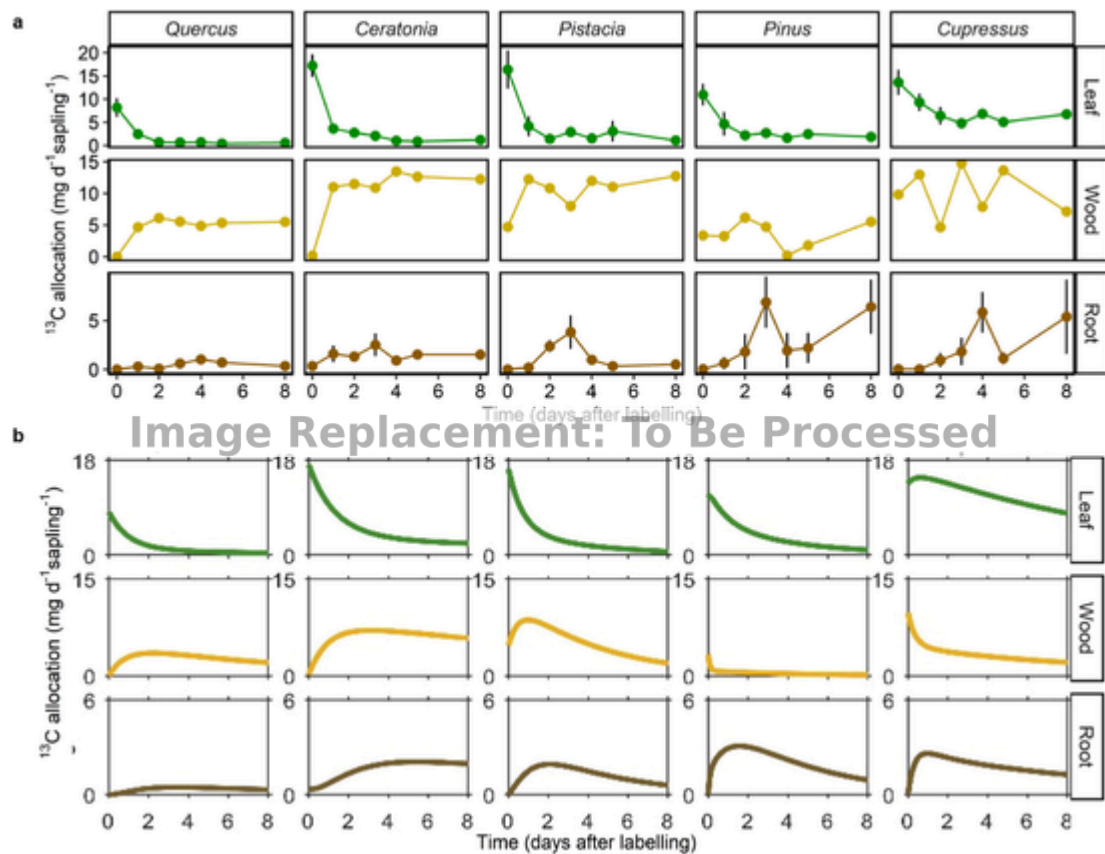 a
Quercus Ceratonia Pistacia Pinus Cupressus
¹³C allocation (mg d⁻¹sapling⁻¹)
20
15
10
5
0
Leaf
15
10
5
0
Wood
5
0
Root
0 2 4 6 8 0 2 4 6 8 0 2 4 6 8 0 2 4 6 8 0 2 4 6 8
Time (days after labelling)
Image Replacement: To Be Processed
b
¹³C allocation (mg d⁻¹sapling⁻¹)
18 18 18 18 18
0 0 0 0 0
Leaf
15 15 15 15 15
0 0 0 0 0
Wood
6 6 6 6 6
0 0 0 0 0
Root
0 2 4 6 8 0 2 4 6 8 0 2 4 6 8 0 2 4 6 8 0 2 4 6 8
Time (days after labelling)